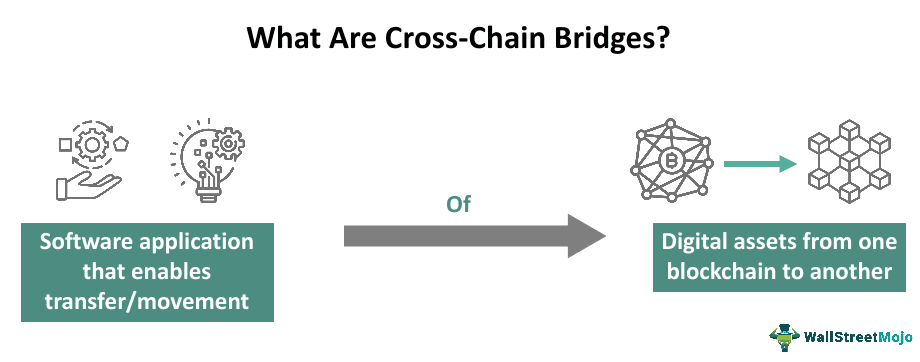 What Are Cross-Chain Bridges?
Software application
that enables
transfer/movement
Of
B
Digital assets from one
blockchain to another
WallStreetMojo